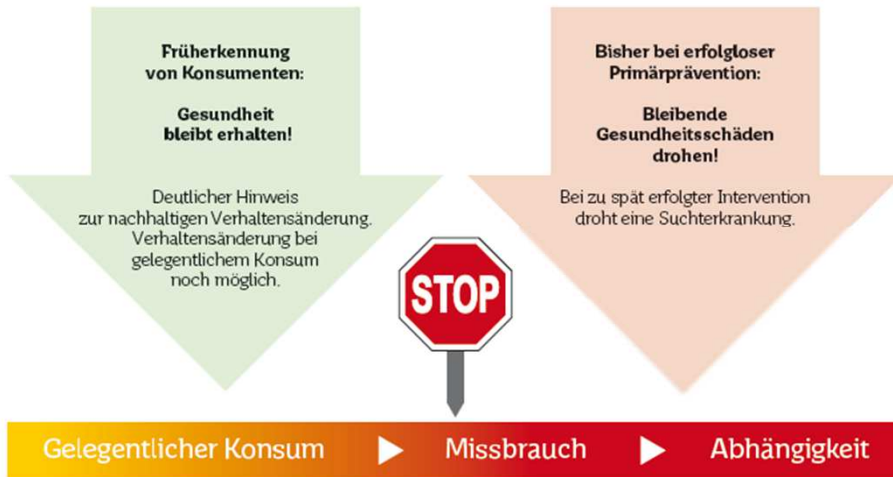 Früherkennung
von Konsumenten:
Gesundheit
bleibt erhalten!
Deutlicher Hinweis
zur nachhaltigen Verhaltensänderung.
Verhaltensänderung bei
gelegentlichem Konsum
noch möglich.
Bisher bei erfolgloser
Primärprävention:
Bleibende
Gesundheitsschäden
drohen!
Bei zu spät erfolgter Intervention
droht eine Suchterkrankung.
STOP
Gelegentlicher Konsum
Missbrauch
Abhängigkeit